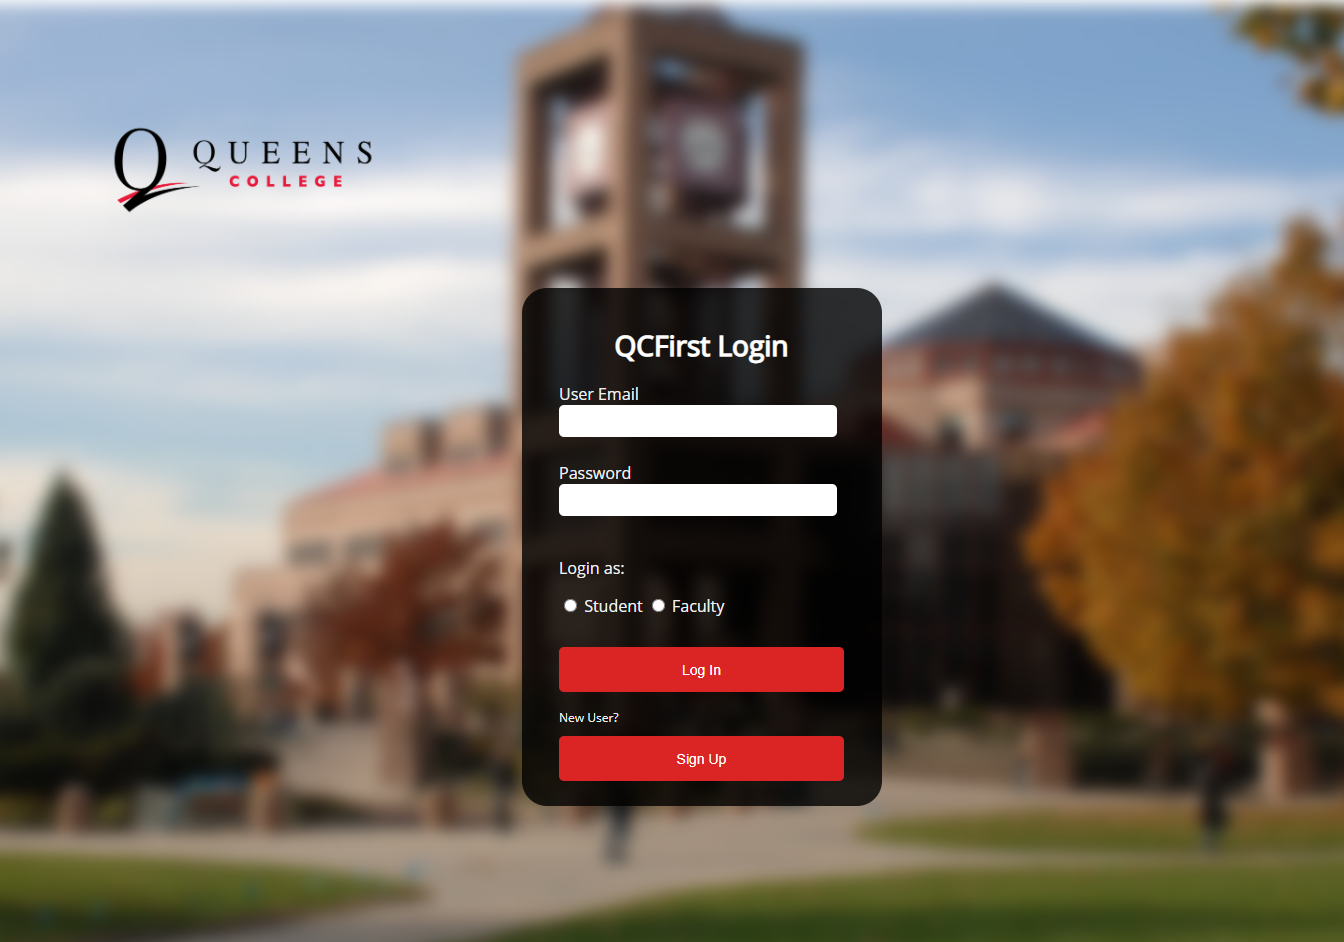 QUEENS
COLLEGE
QCFirst Login
User Email
Password
Login as:
Student Faculty
Log In
New User?
Sign Up